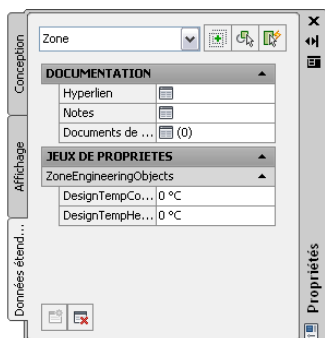 Zone
DOCUMENTATION
Hyperlien
Notes
Documents de ... (0)
JEUX DE PROPRIETES
ZoneEngineeringObjects
DesignTempCo... 0 °C
DesignTempHe... 0 °C
Conception
Affichage
Données étend...
Propriétés